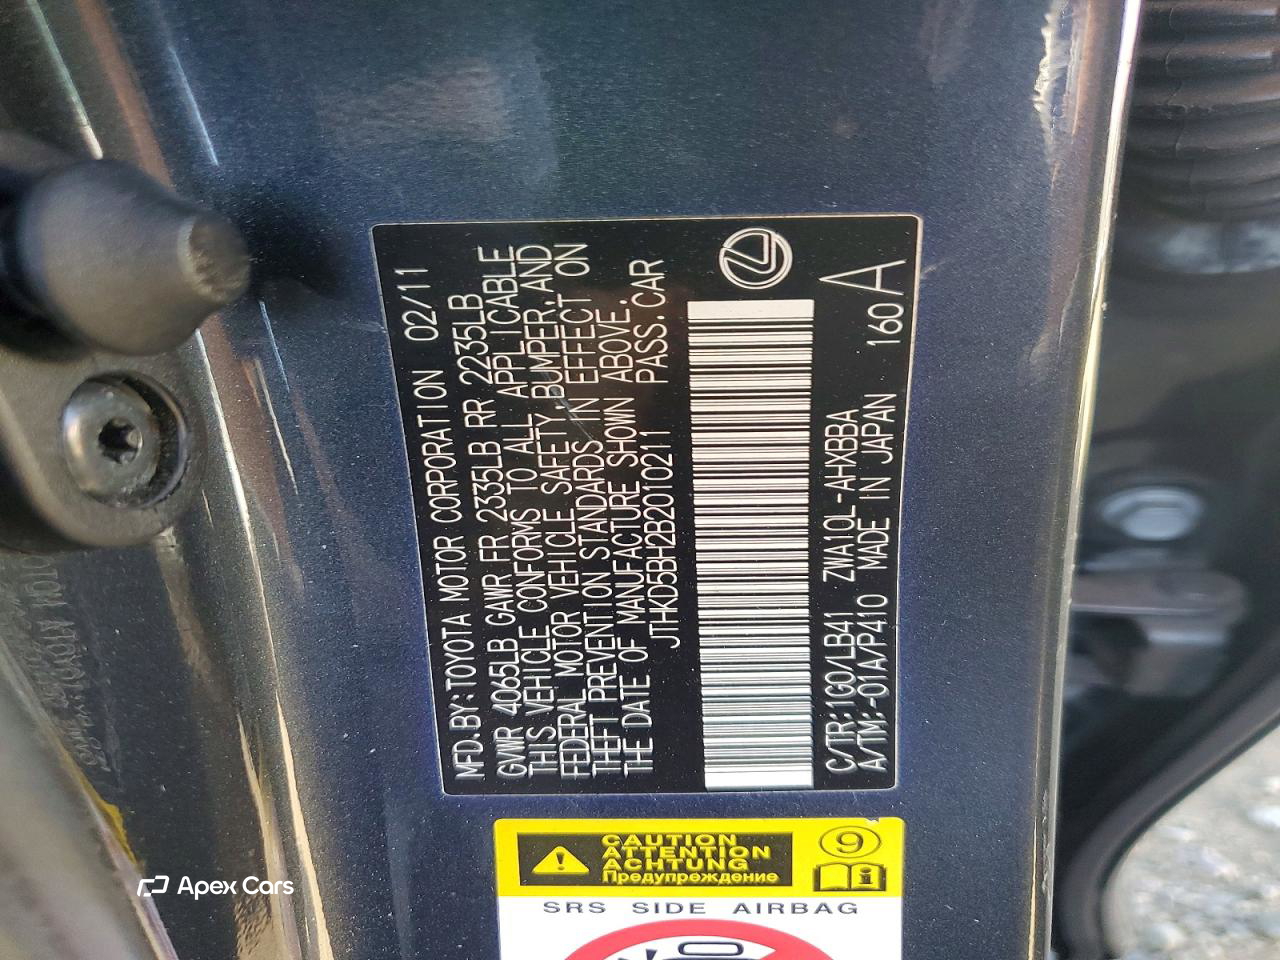 MFD.BY:TOYOTA MOTOR CORPORATION 02/11
GVWR 4065LB GAWR FR 2335LB RR 2235LB
THIS VEHICLE CONFORMS TO ALL APPLICABLE
FEDERAL MOTOR VEHICLE SAFETY,BUMPER,AND
THEFT PREVENTION STANDARDS IN EFFECT ON
THE DATE OF MANUFACTURE SHOWN ABOVE.
JTHKD5BH2B2010211 PASS.CAR
C/TR:1G0/LB41 ZWA10L-AHXBBA
A/TM:-01A/P410 MADE IN JAPAN 160A
CAUTION
ATTENTION
ACHTUNG
Предупреждение
9
i
SRS SIDE AIRBAG
Apex Cars